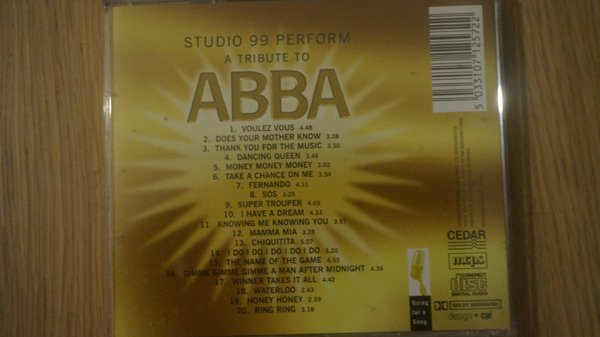 STUDIO 99 PERFORM
A TRIBUTE TO
ABBA
1. VOULEZ VOUS 4.48
2. DOES YOUR MOTHER KNOW 3.08
3. THANK YOU FOR THE MUSIC 3.50
4. DANCING QUEEN 3.46
5. MONEY MONEY MONEY 3.02
6. TAKE A CHANCE ON ME 3.54
7. FERNANDO 4.11
8. SOS 3.25
9. SUPER TROUPER 4.03
10. I HAVE A DREAM 4.33
11. KNOWING ME KNOWING YOU 3.57
12. MAMMA MIA 3.28
13. CHIQUITITA 5.07
14. I DO I DO I DO I DO I DO 3.20
15. THE NAME OF THE GAME 4.55
16. GIMME GIMME GIMME A MAN AFTER MIDNIGHT 4.36
17. WINNER TAKES IT ALL 4.42
18. WATERLOO 2.43
19. HONEY HONEY 2.59
20. RING RING 3.18
5 033107 125722
CEDAR
mcps
COMPACT
disc
DIGITAL AUDIO
DOLBY SURROUND
design • cpl
Going
for a
Song